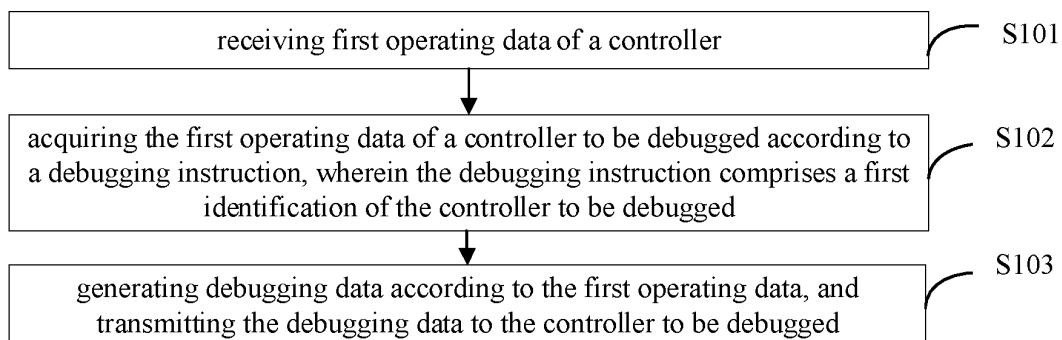 receiving first operating data of a controller
S101
acquiring the first operating data of a controller to be debugged according to
a debugging instruction, wherein the debugging instruction comprises a first
identification of the controller to be debugged
S102
generating debugging data according to the first operating data, and
transmitting the debugging data to the controller to be debugged
S103